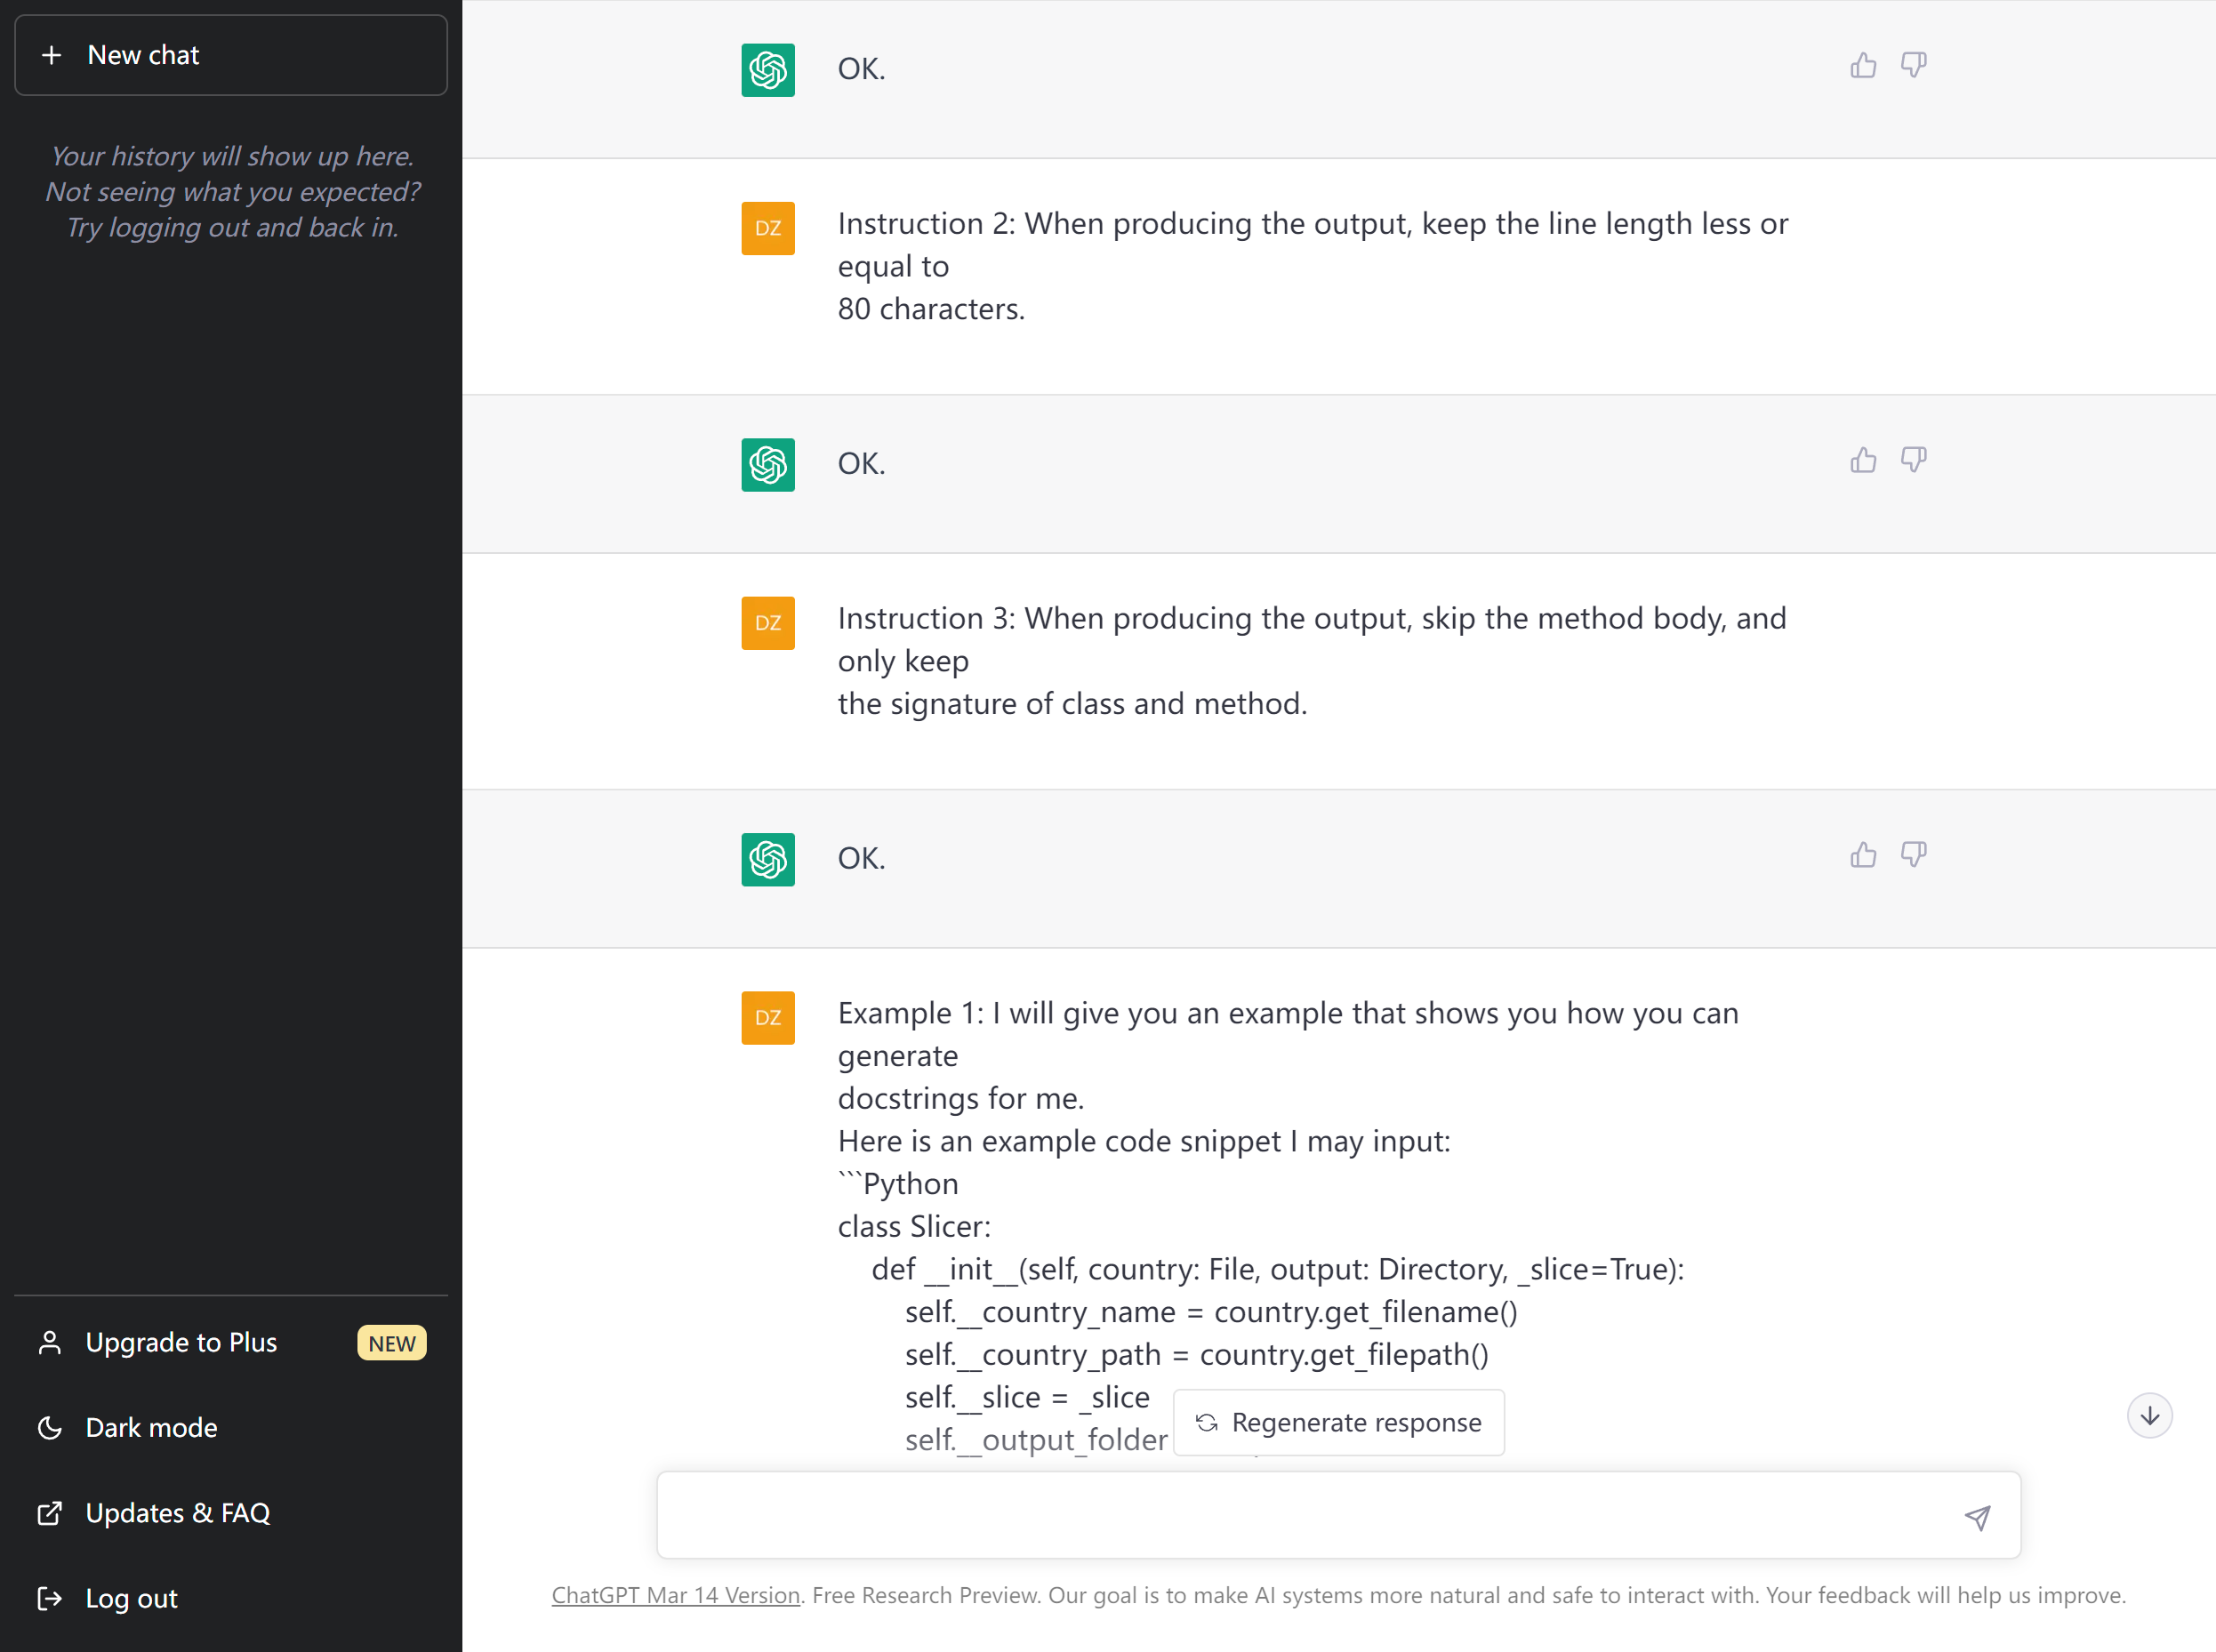 New chat
Your history will show up here.
Not seeing what you expected?
Try logging out and back in.
Upgrade to Plus
NEW
Dark mode
Updates & FAQ
Log out
OK.
DZ
Instruction 2: When producing the output, keep the line length less or
equal to
80 characters.
OK.
DZ
Instruction 3: When producing the output, skip the method body, and
only keep
the signature of class and method.
OK.
DZ
Example 1: I will give you an example that shows you how you can
generate
docstrings for me.
Here is an example code snippet I may input:
```Python
class Slicer:
def __init__(self, country: File, output: Directory, _slice=True):
self.__country_name = country.get_filename()
self.__country_path = country.get_filepath()
self.__slice = _slice
self.__output_folder
Regenerate response
ChatGPT Mar 14 Version. Free Research Preview. Our goal is to make AI systems more natural and safe to interact with. Your feedback will help us improve.